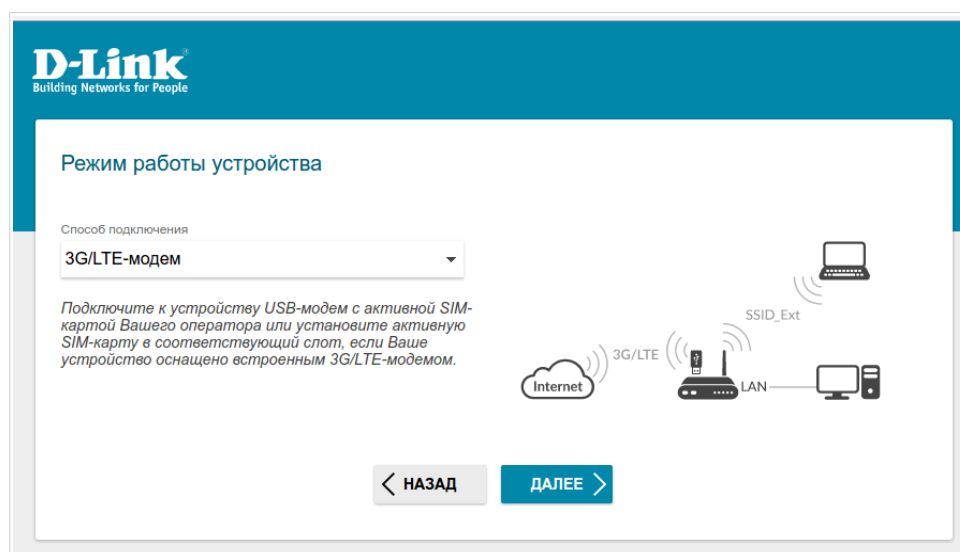 D-Link
Building Networks for People
Режим работы устройства
Способ подключения
3G/LTE-модем
Подключите к устройству USB-модем с активной SIM-
картой Вашего оператора или установите активную
SIM-карту в соответствующий слот, если Ваше
устройство оснащено встроенным 3G/LTE-модемом.
SSID_Ext
3G/LTE
Internet
LAN
НАЗАД
ДАЛЕЕ